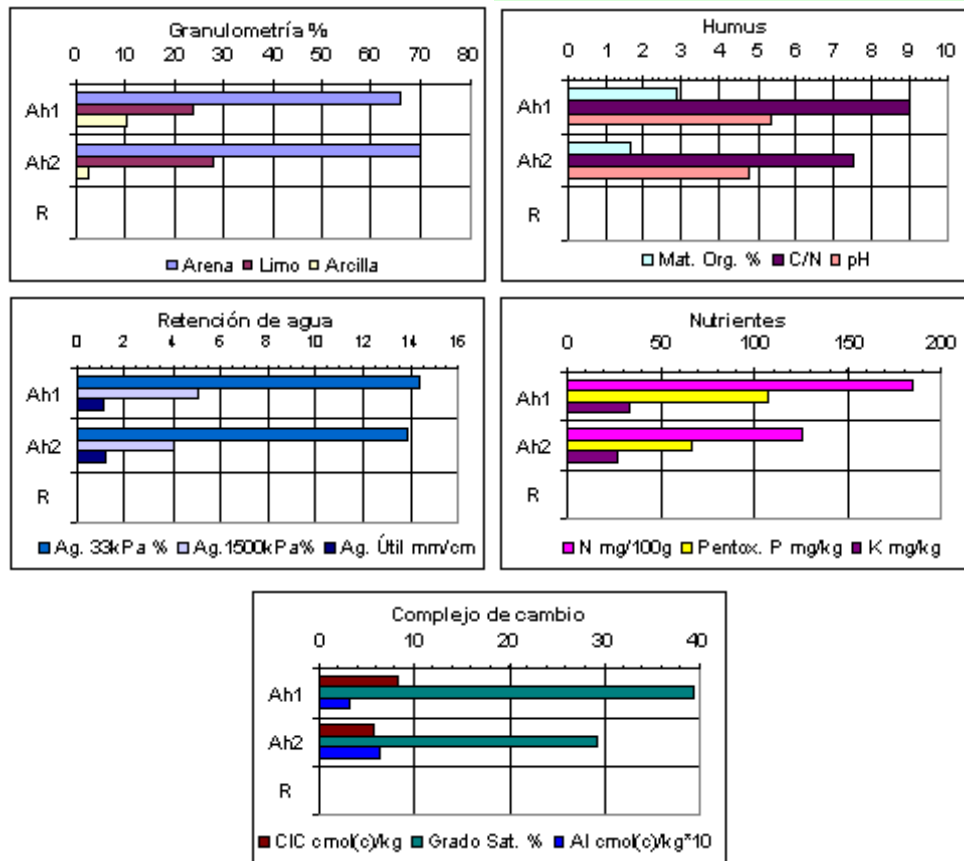 Granulometría %
0 10 20 30 40 50 60 70 80
Ah1
Ah2
R
Arena Limo Arcilla
Humus
0 1 2 3 4 5 6 7 8 9 10
Ah1
Ah2
R
Mat. Org. % C/N pH
Retención de agua
0 2 4 6 8 10 12 14 16
Ah1
Ah2
R
Ag. 33kPa % Ag.1500kPa% Ag. Útil mm/cm
Nutrientes
0 50 100 150 200
Ah1
Ah2
R
N mg/100g Pentox. P mg/kg K mg/kg
Complejo de cambio
0 10 20 30 40
Ah1
Ah2
R
CIC cmol(c)/kg Grado Sat. % Al cmol(c)/kg*10